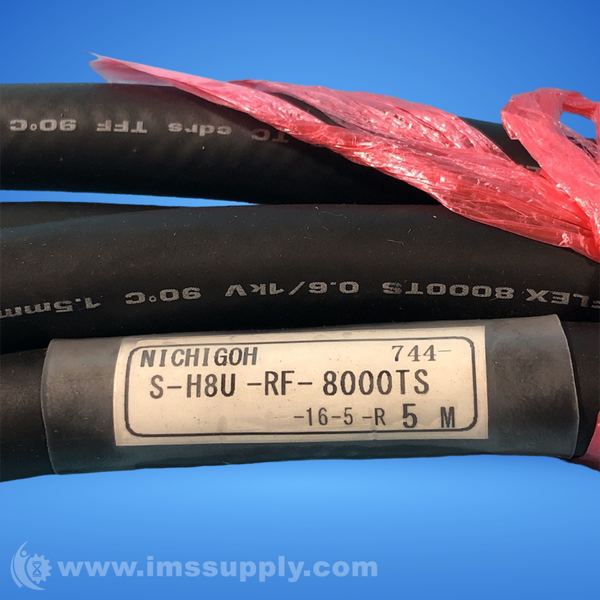 TC cdrs TFF 90°C
FLEX 8000TS 0.6/1kV 90°C 1.5mm
NICHIGOH 744-
S-H8U -RF- 8000TS
-16-5-R 5 M
www.imssupply.com